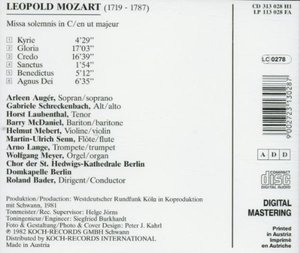 LEOPOLD MOZART (1719 - 1787)
CD 313 028 H1
LP 113 028 FA
Missa solemnis in C/en ut majeur
1 Kyrie 4'29"
2 Gloria 17'03"
3 Credo 16'39"
4 Sanctus 1'54"
5 Benedictus 5'12"
6 Agnus Dei 6'35"
LC 0278
Arleen Augér, Sopran/soprano
Gabriele Schreckenbach, Alt/alto
Horst Laubenthal, Tenor
Barry McDaniel, Bariton/baritone
Helmut Mebert, Violine/violin
Martin-Ulrich Senn, Flöte/flute
Arno Lange, Trompete/trumpet
Wolfgang Meyer, Orgel/organ
Chor der St. Hedwigs-Kathedrale Berlin
Domkapelle Berlin
Roland Bader, Dirigent/Conductor
A D D
COMPACT
disc
DIGITAL AUDIO
DIGITAL
MASTERING
Produktion/Production: Westdeutscher Rundfunk Köln in Koproduktion
mit Schwann, 1981
Tonmeister/Rec. Supervisor: Helge Jörns
Toningenieur/Engineer: Siegfried Burkhardt
Foto & Gestaltung/Photo & Cover Design: Peter J. Kahrl
℗ 1982 KOCH-RECORDS GMBH Schwann
Distributed by KOCH-RECORDS INTERNATIONAL
Made in Austria
Printed
in Austria
Imprimé
en Autriche